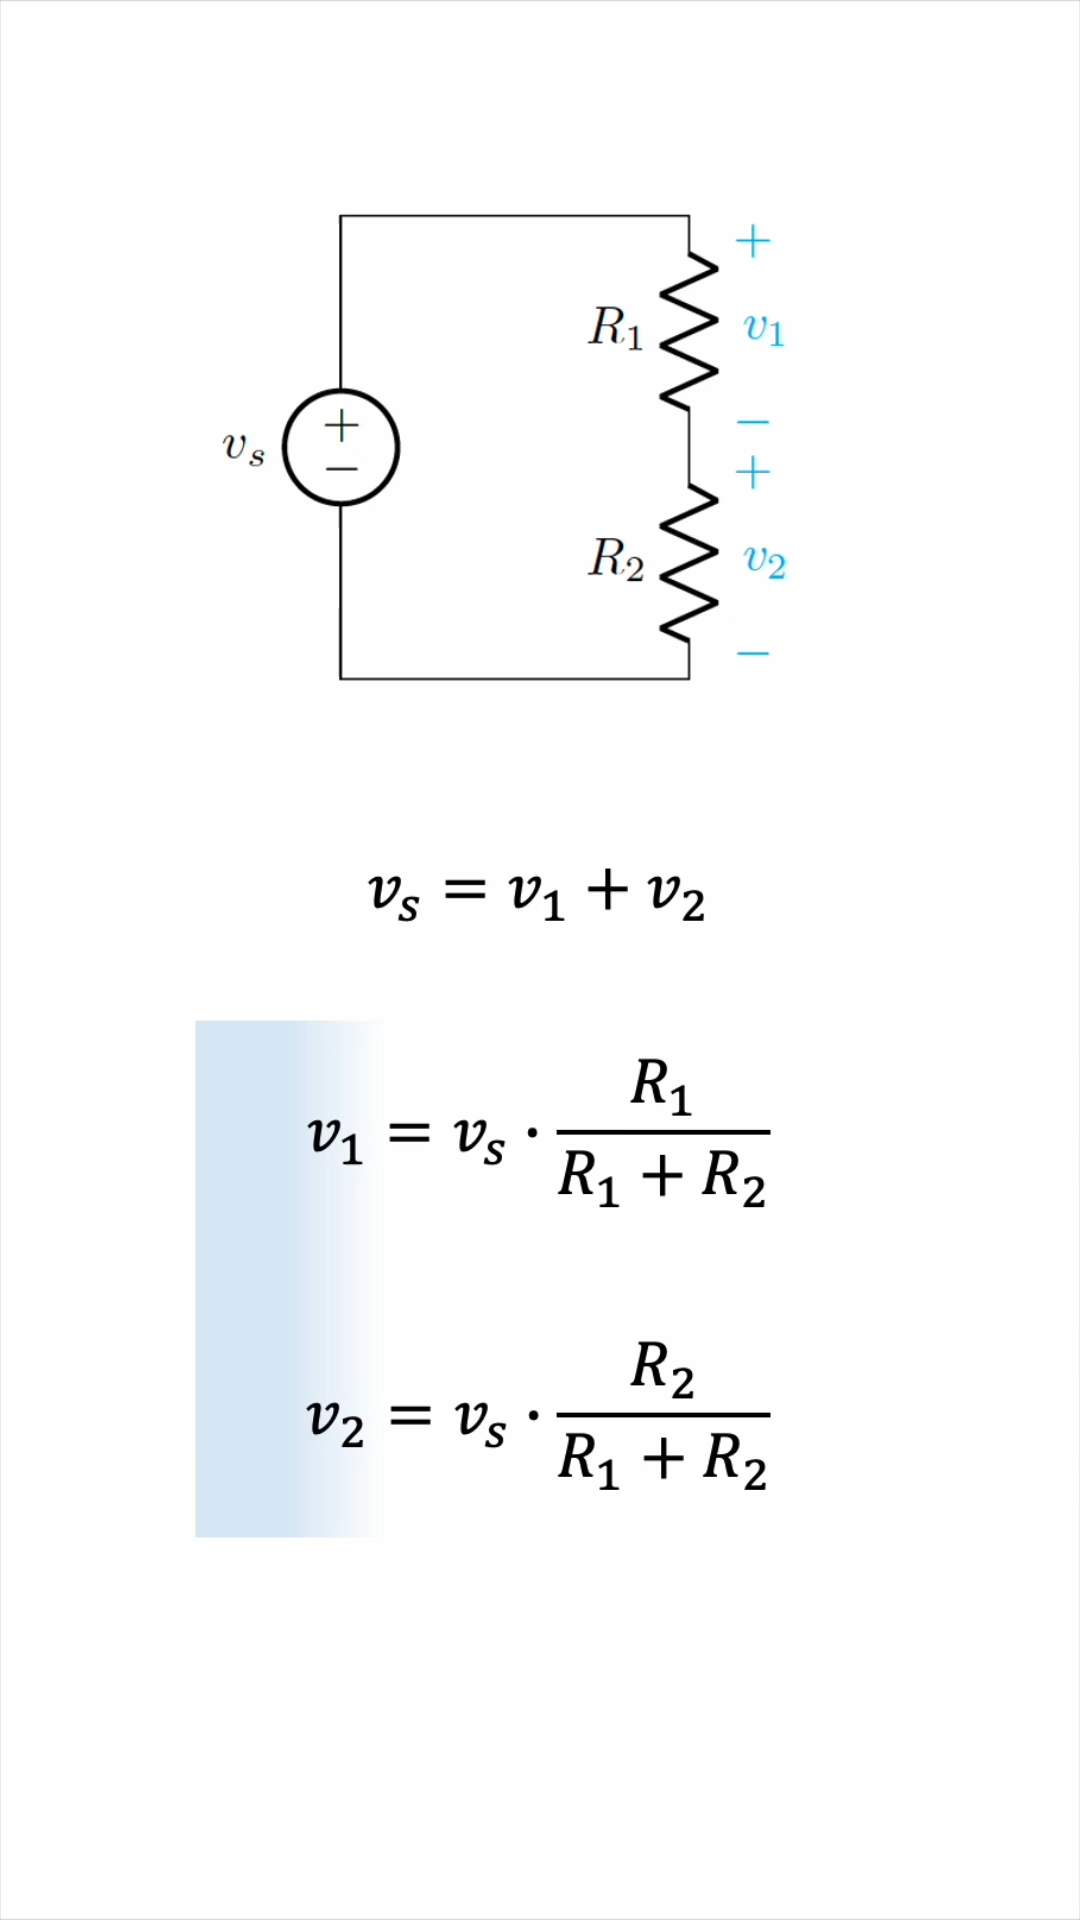 +
R₁
v₁
−
+
vₛ
+
−
R₂
v₂
−
vₛ = v₁ + v₂
v₁ = vₛ · R₁ / (R₁ + R₂)
v₂ = vₛ · R₂ / (R₁ + R₂)